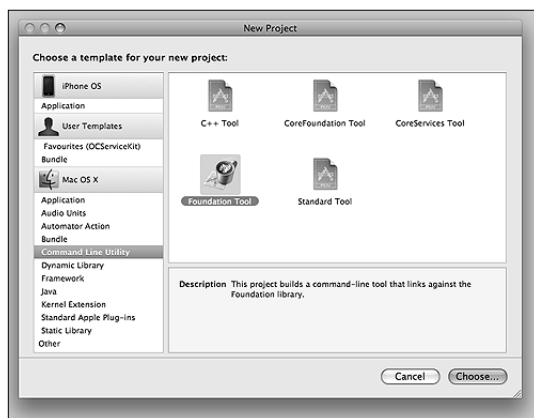 New Project
Choose a template for your new project:
iPhone OS
Application
User Templates
Favourites (OCServiceKit)
Bundle
Mac OS X
Application
Audio Units
Automator Action
Bundle
Command Line Utility
Dynamic Library
Framework
Java
Kernel Extension
Standard Apple Plug-ins
Static Library
Other
C++ Tool
CoreFoundation Tool
CoreServices Tool
Foundation Tool
Standard Tool
Description This project builds a command-line tool that links against the
Foundation library.
Cancel
Choose...